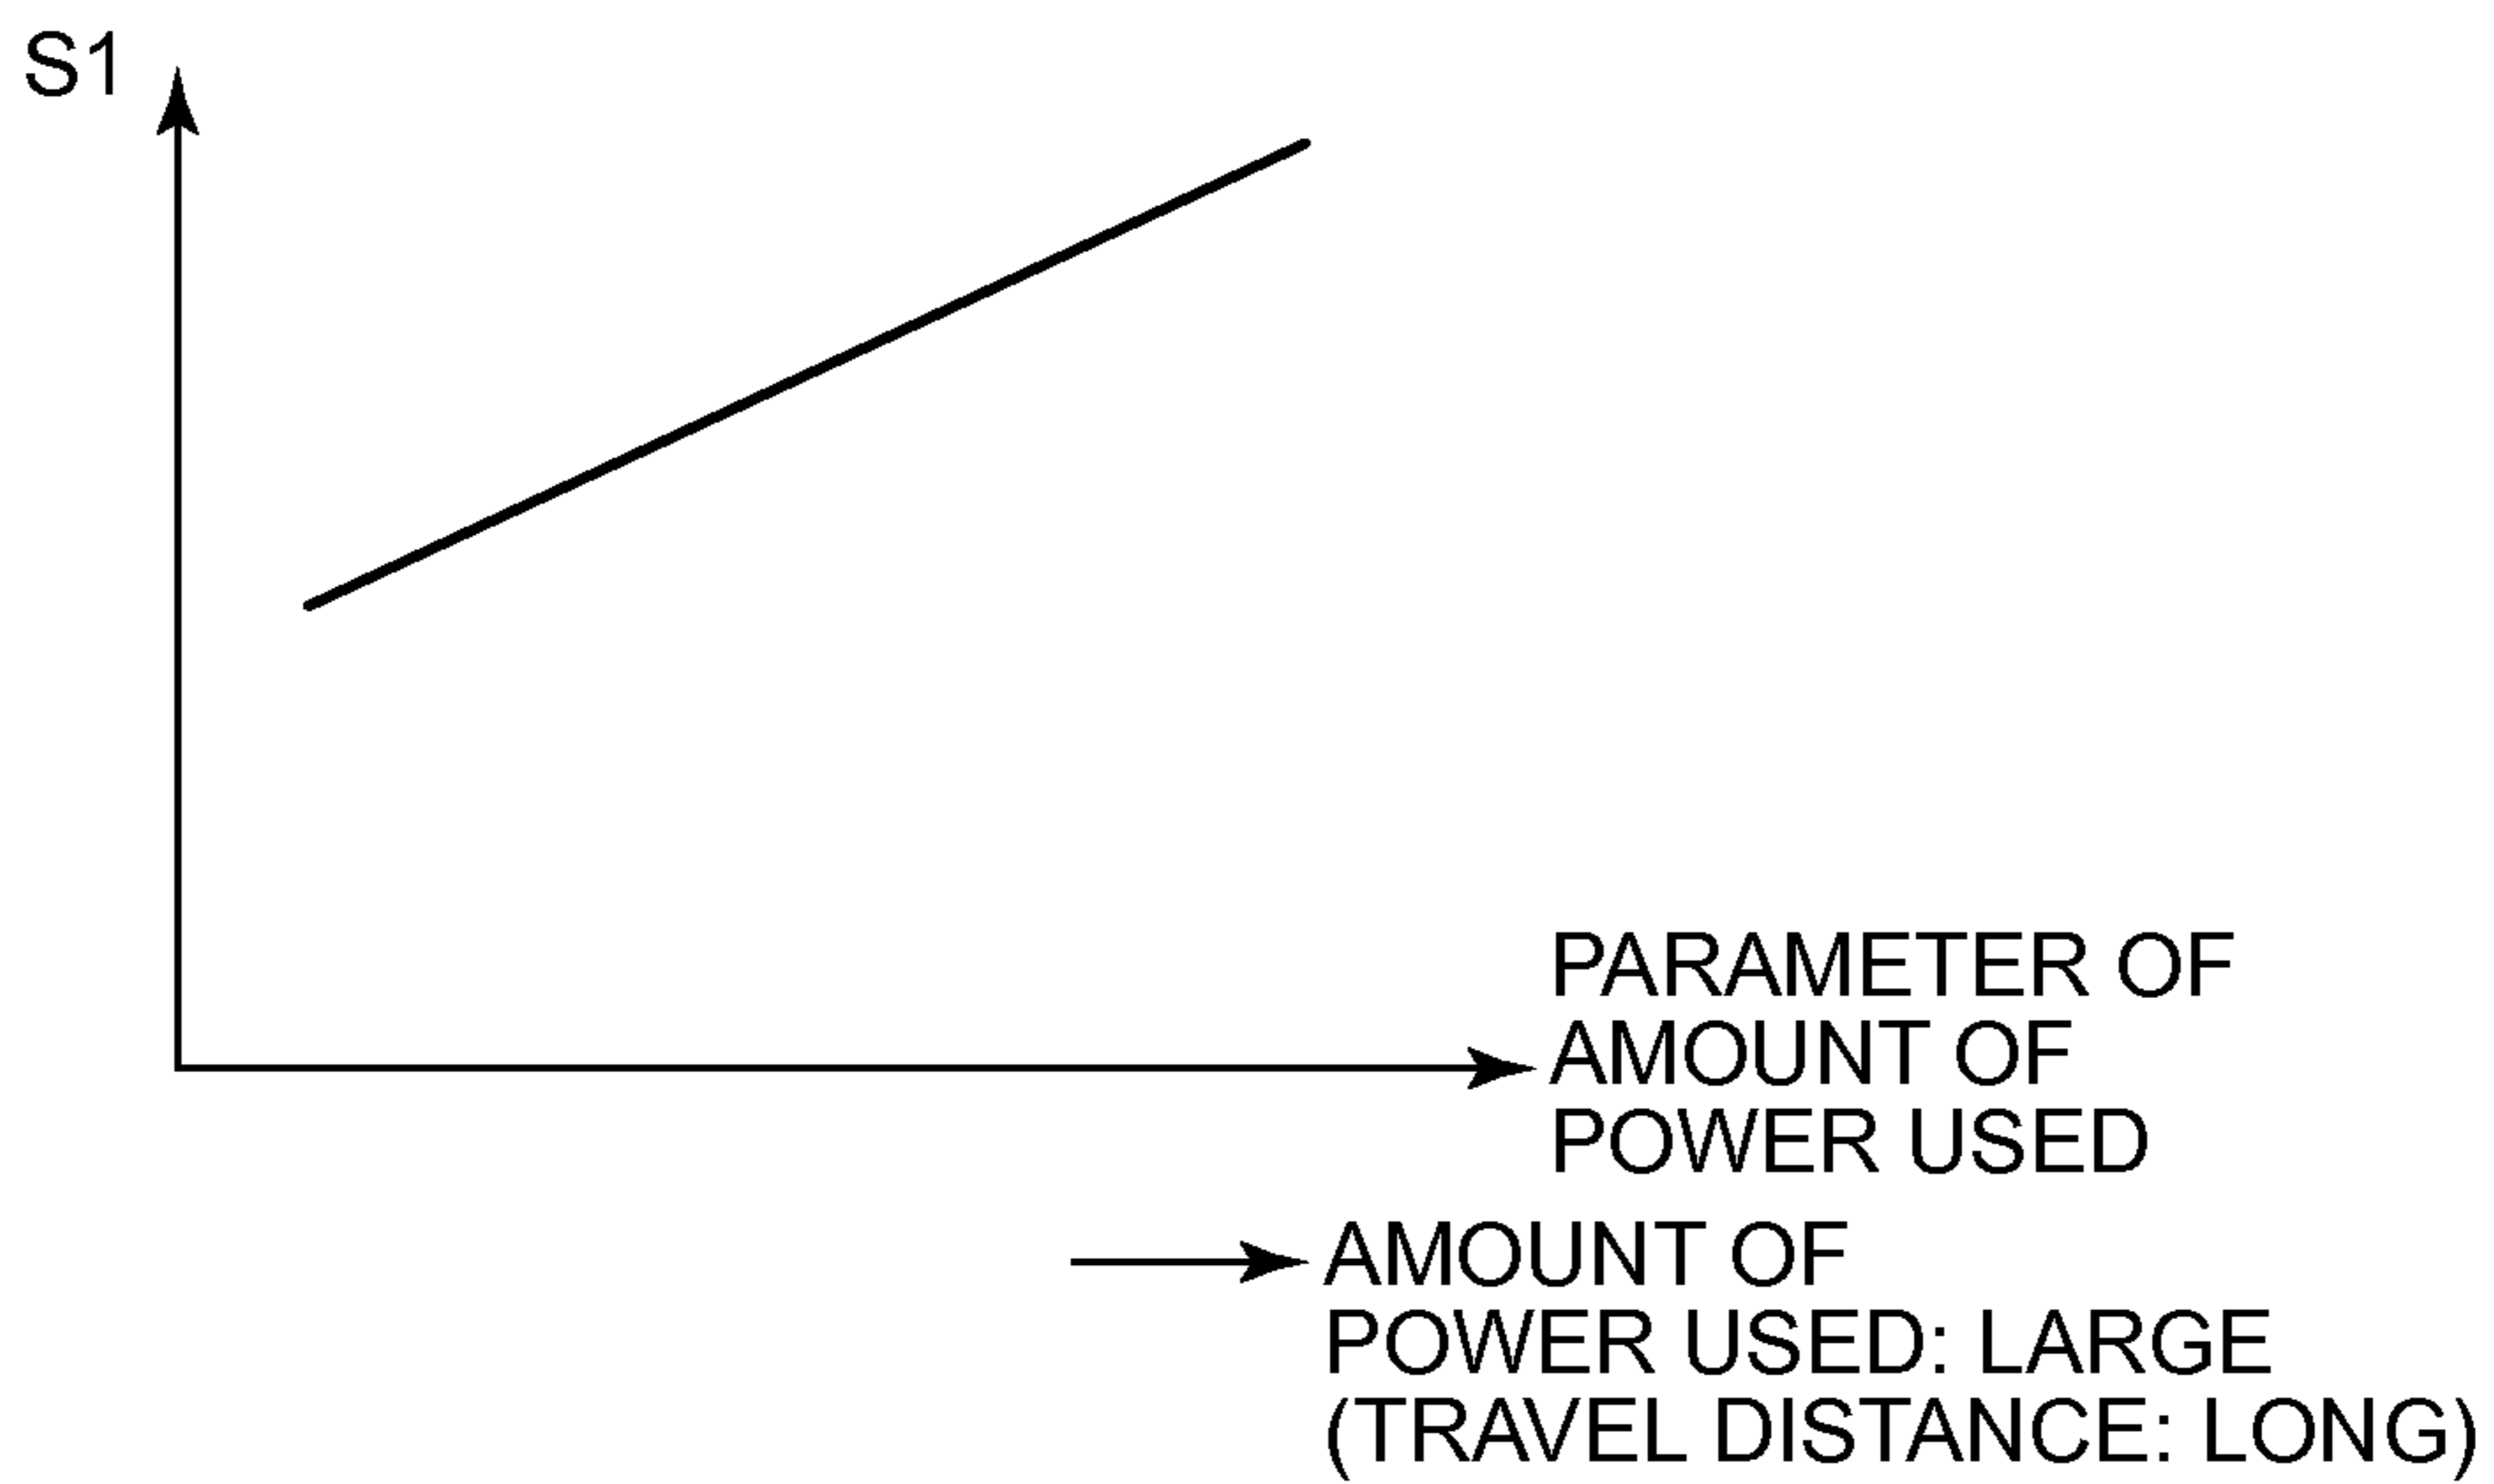 S1
PARAMETER OF
AMOUNT OF
POWER USED
AMOUNT OF
POWER USED: LARGE
(TRAVEL DISTANCE: LONG)